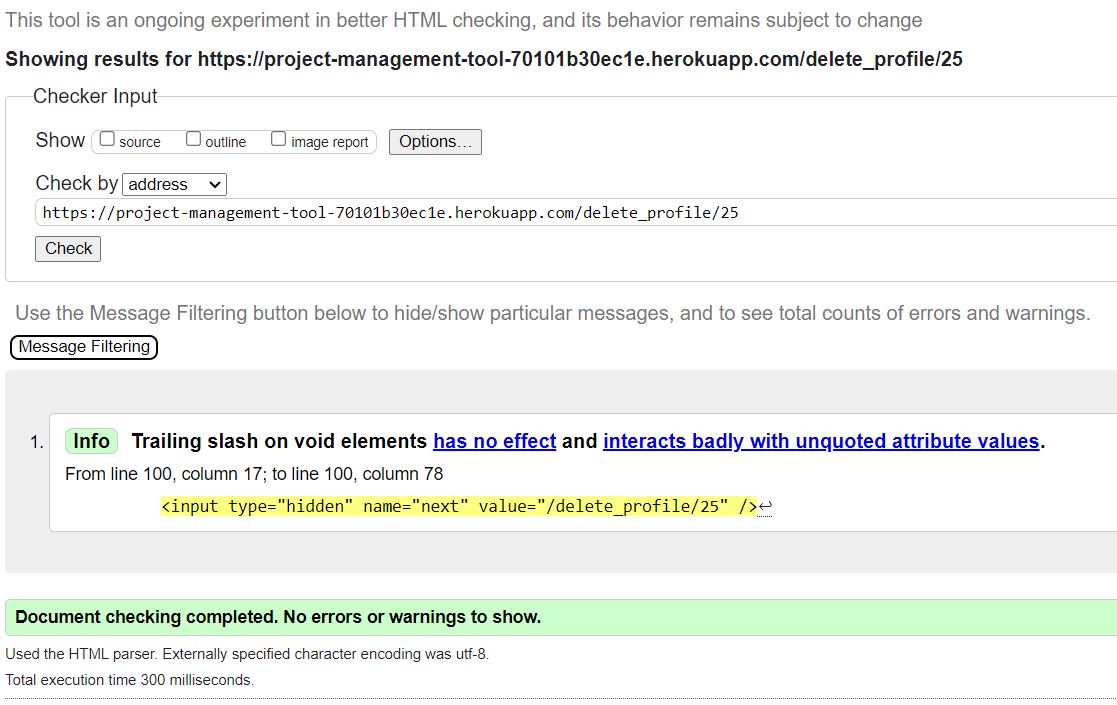 This tool is an ongoing experiment in better HTML checking, and its behavior remains subject to change
Showing results for https://project-management-tool-70101b30ec1e.herokuapp.com/delete_profile/25
Checker Input
Show source outline image report Options...
Check by address
https://project-management-tool-70101b30ec1e.herokuapp.com/delete_profile/25
Check
Use the Message Filtering button below to hide/show particular messages, and to see total counts of errors and warnings.
Message Filtering
1. Info Trailing slash on void elements has no effect and interacts badly with unquoted attribute values.
From line 100, column 17; to line 100, column 78
<input type="hidden" name="next" value="/delete_profile/25" />↩
Document checking completed. No errors or warnings to show.
Used the HTML parser. Externally specified character encoding was utf-8.
Total execution time 300 milliseconds.